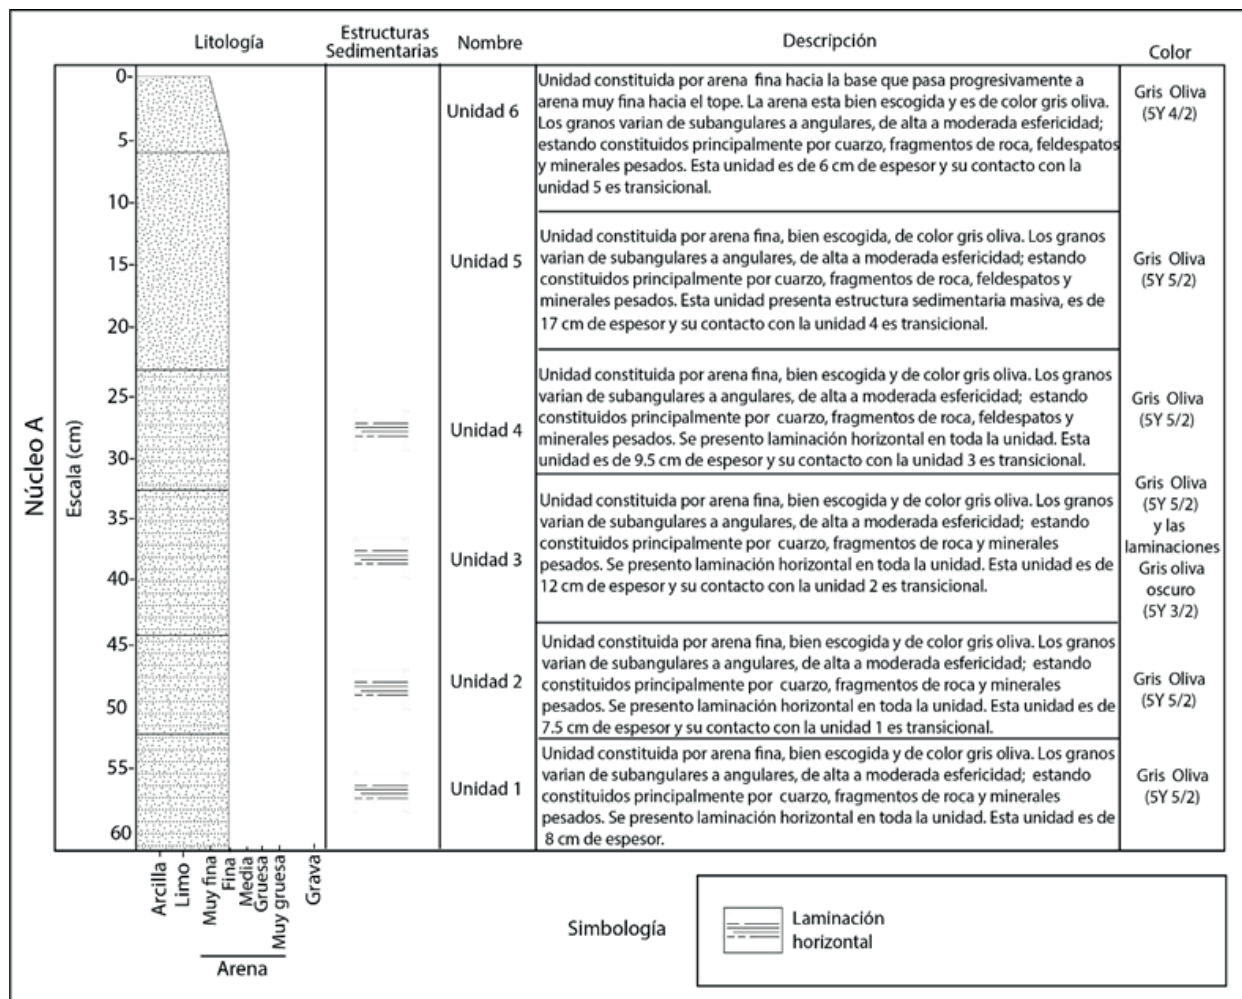 Litología
Estructuras
Sedimentarias
Nombre
Descripción
Color
Núcleo A
Escala (cm)
0-
5-
10-
15-
20-
25-
30-
35-
40-
45-
50
55-
60
Unidad 6
Unidad constituida por arena fina hacia la base que pasa progresivamente a
arena muy fina hacia el tope. La arena esta bien escogida y es de color gris oliva.
Los granos varian de subangulares a angulares, de alta a moderada esfericidad;
estando constituidos principalmente por cuarzo, fragmentos de roca, feldespatos
y minerales pesados. Esta unidad es de 6 cm de espesor y su contacto con la
unidad 5 es transicional.
Gris Oliva
(5Y 4/2)
Unidad 5
Unidad constituida por arena fina, bien escogida, de color gris oliva. Los granos
varian de subangulares a angulares, de alta a moderada esfericidad; estando
constituidos principalmente por cuarzo, fragmentos de roca, feldespatos y
minerales pesados. Esta unidad presenta estructura sedimentaria masiva, es de
17 cm de espesor y su contacto con la unidad 4 es transicional.
Gris Oliva
(5Y 5/2)
Unidad 4
Unidad constituida por arena fina, bien escogida y de color gris oliva. Los granos
varian de subangulares a angulares, de alta a moderada esfericidad; estando
constituidos principalmente por cuarzo, fragmentos de roca, feldespatos y
minerales pesados. Se presento laminación horizontal en toda la unidad. Esta
unidad es de 9.5 cm de espesor y su contacto con la unidad 3 es transicional.
Gris Oliva
(5Y 5/2)
Unidad 3
Unidad constituida por arena fina, bien escogida y de color gris oliva. Los granos
varian de subangulares a angulares, de alta a moderada esfericidad; estando
constituidos principalmente por cuarzo, fragmentos de roca y minerales
pesados. Se presento laminación horizontal en toda la unidad. Esta unidad es de
12 cm de espesor y su contacto con la unidad 2 es transicional.
Gris Oliva
(5Y 5/2)
y las
laminaciones
Gris oliva
oscuro
(5Y 3/2)
Unidad 2
Unidad constituida por arena fina, bien escogida y de color gris oliva. Los granos
varian de subangulares a angulares, de alta a moderada esfericidad; estando
constituidos principalmente por cuarzo, fragmentos de roca y minerales
pesados. Se presento laminación horizontal en toda la unidad. Esta unidad es de
7.5 cm de espesor y su contacto con la unidad 1 es transicional.
Gris Oliva
(5Y 5/2)
Unidad 1
Unidad constituida por arena fina, bien escogida y de color gris oliva. Los granos
varian de subangulares a angulares, de alta a moderada esfericidad; estando
constituidos principalmente por cuarzo, fragmentos de roca y minerales
pesados. Se presento laminación horizontal en toda la unidad. Esta unidad es de
8 cm de espesor.
Gris Oliva
(5Y 5/2)
Arcilla
Limo
Muy fina
Fina
Media
Gruesa
Muy gruesa
Grava
Arena
Simbología
Laminación
horizontal